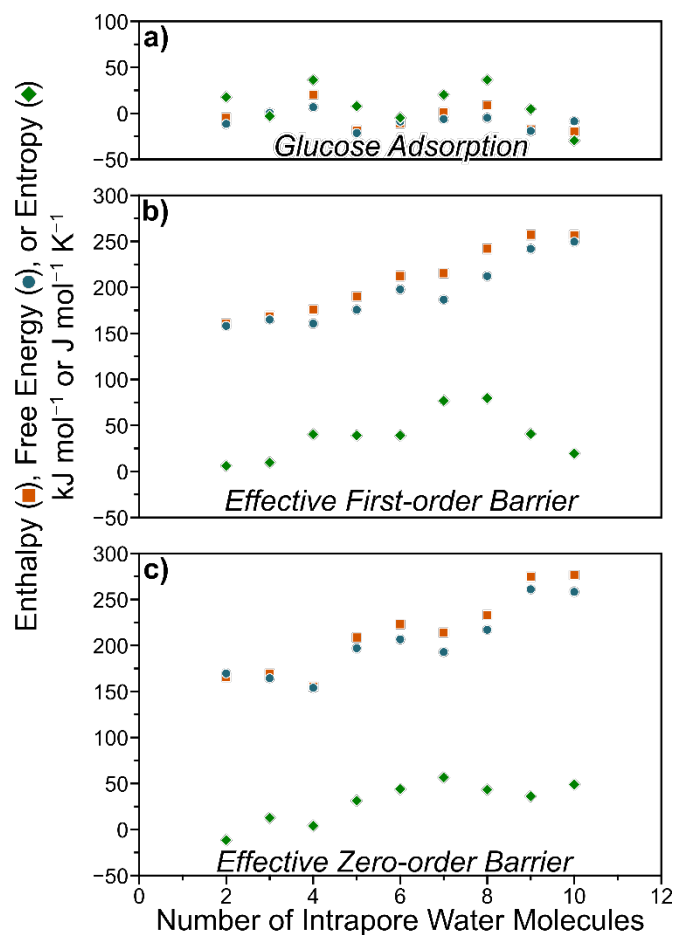 Enthalpy (■), Free Energy (●), or Entropy (◆)
kJ mol⁻¹ or J mol⁻¹ K⁻¹
a)
100
50
0
−50
Glucose Adsorption
b)
300
250
200
150
100
50
0
−50
Effective First-order Barrier
c)
300
250
200
150
100
50
0
−50
Effective Zero-order Barrier
0 2 4 6 8 10 12
Number of Intrapore Water Molecules